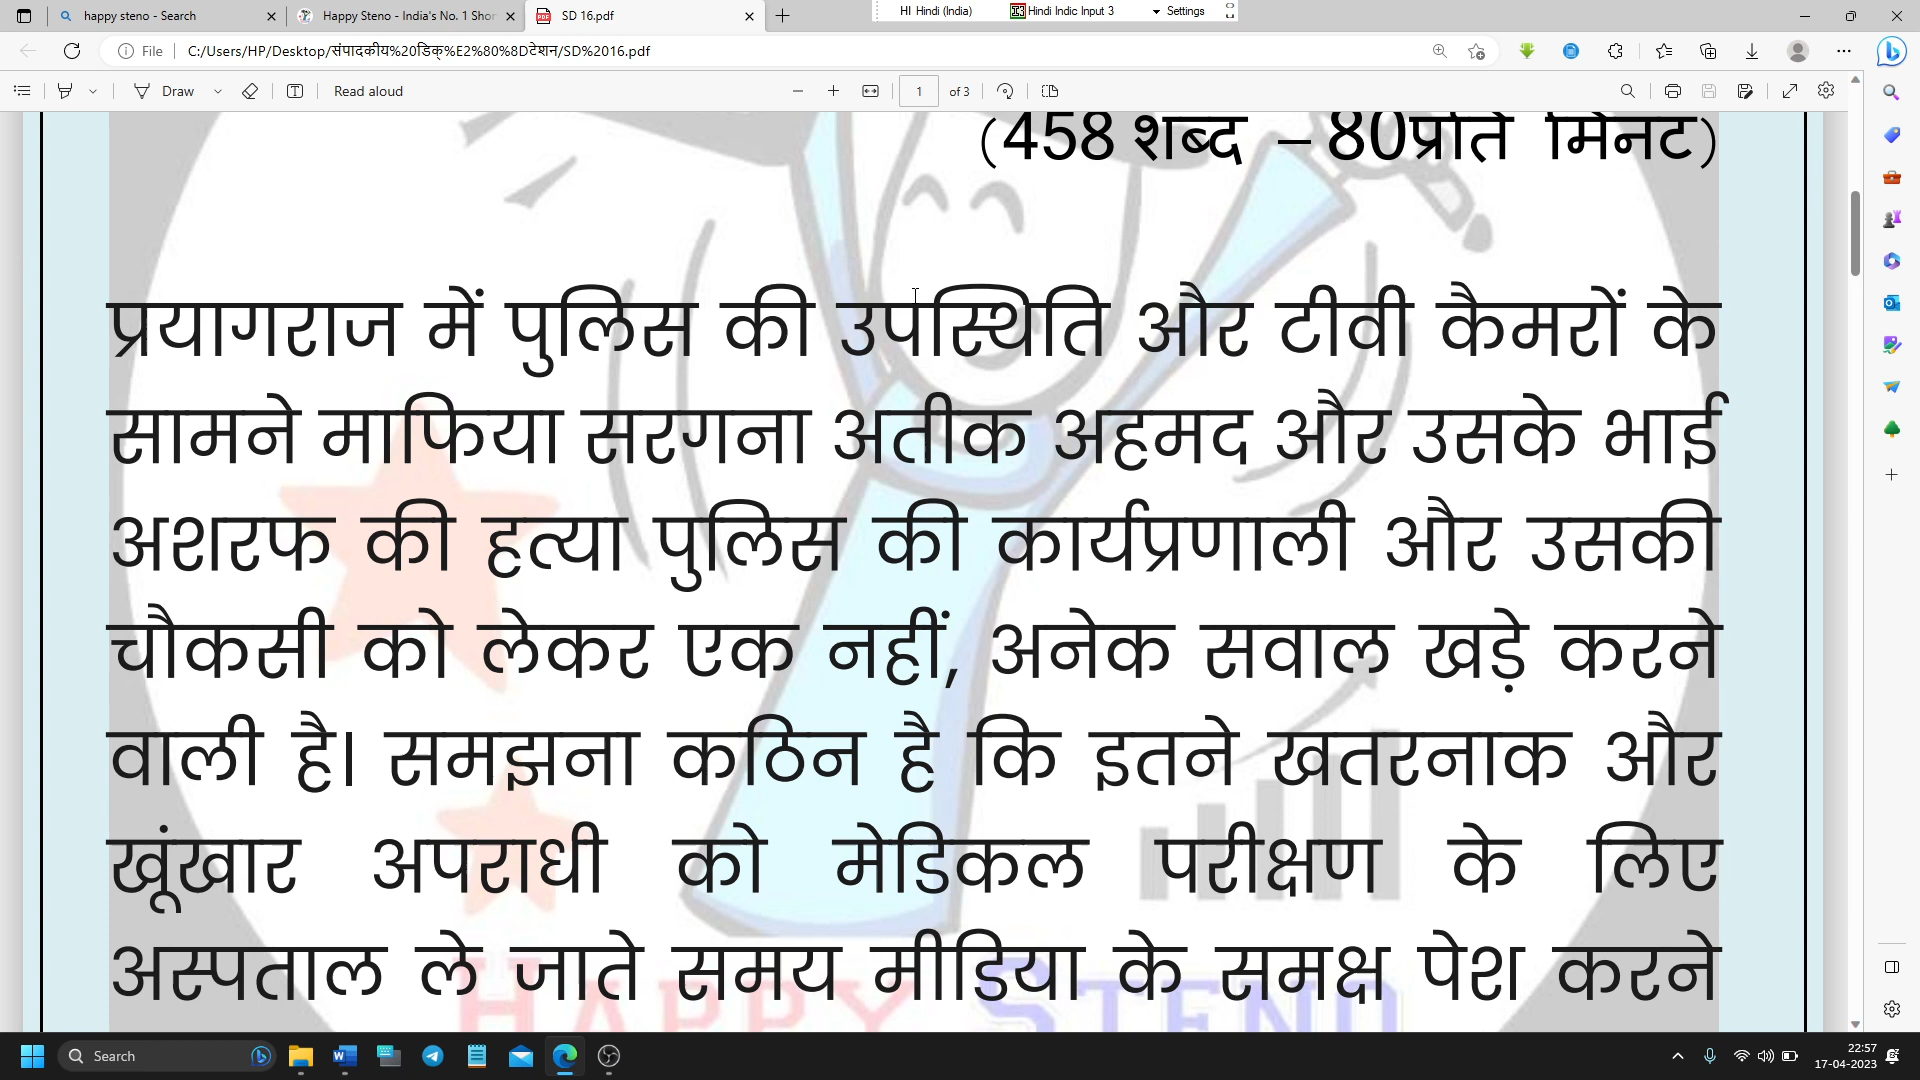 happy steno - Search
Happy Steno - India's No. 1 Shor
SD 16.pdf
HI Hindi (India)
Hindi Indic Input 3
Settings
File
C:/Users/HP/Desktop/संपादकीय%20डिक्%E2%80%8Dटेशन/SD%2016.pdf
Draw
Read aloud
1 of 3
(458 शब्द – 80प्रति मिनट)
प्रयागराज में पुलिस की उपस्थिति और टीवी कैमरों के
सामने माफिया सरगना अतीक अहमद और उसके भाई
अशरफ की हत्या पुलिस की कार्यप्रणाली और उसकी
चौकसी को लेकर एक नहीं, अनेक सवाल खड़े करने
वाली है। समझना कठिन है कि इतने खतरनाक और
खूंखार अपराधी को मेडिकल परीक्षण के लिए
अस्पताल ले जाते समय मीडिया के समक्ष पेश करने
HAPPY STENO
Search
22:57
17-04-2023